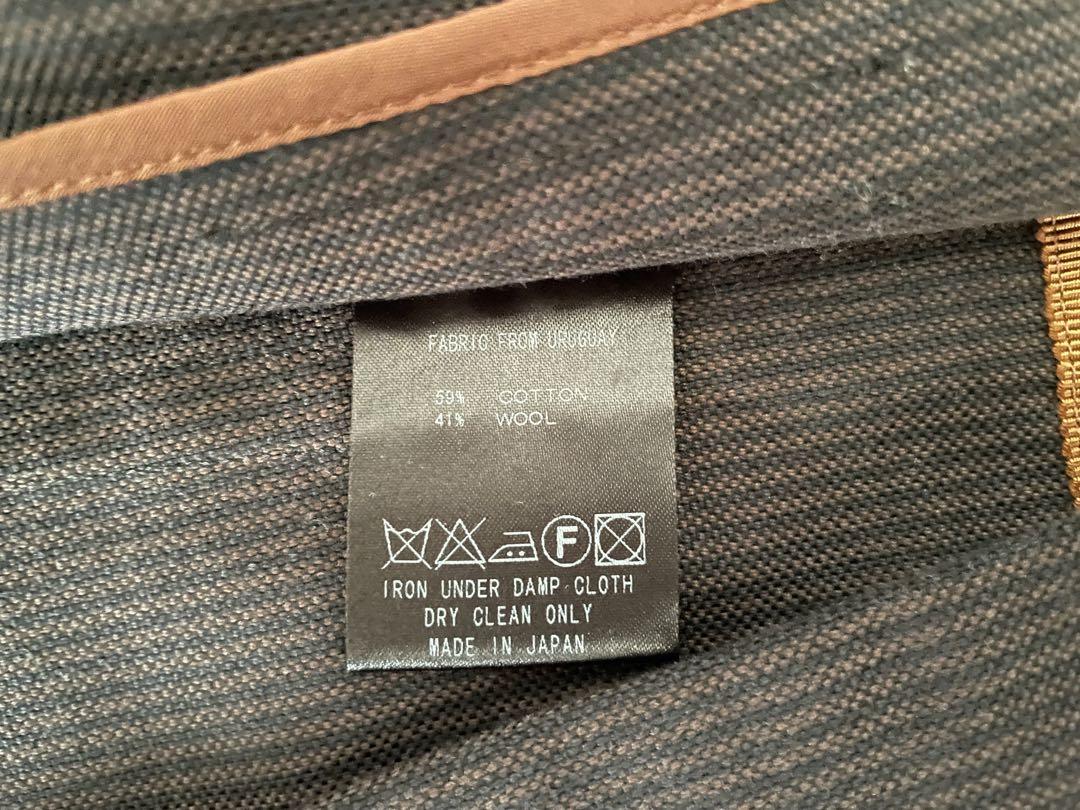 FABRIC FROM URUGUAY
59% COTTON
41% WOOL
F
IRON UNDER DAMP CLOTH
DRY CLEAN ONLY
MADE IN JAPAN